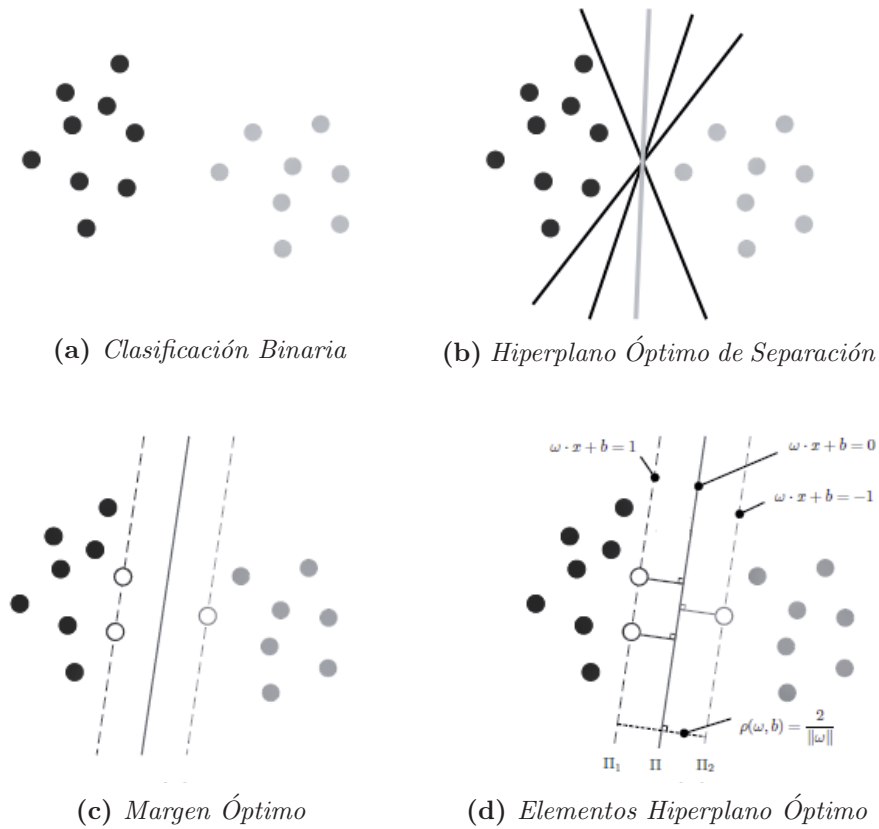 (a) Clasificación Binaria
(b) Hiperplano Óptimo de Separación
ω · x + b = 1
ω · x + b = 0
ω · x + b = −1
ρ(ω, b) = 2 / ‖ω‖
Π₁ Π Π₂
(c) Margen Óptimo
(d) Elementos Hiperplano Óptimo